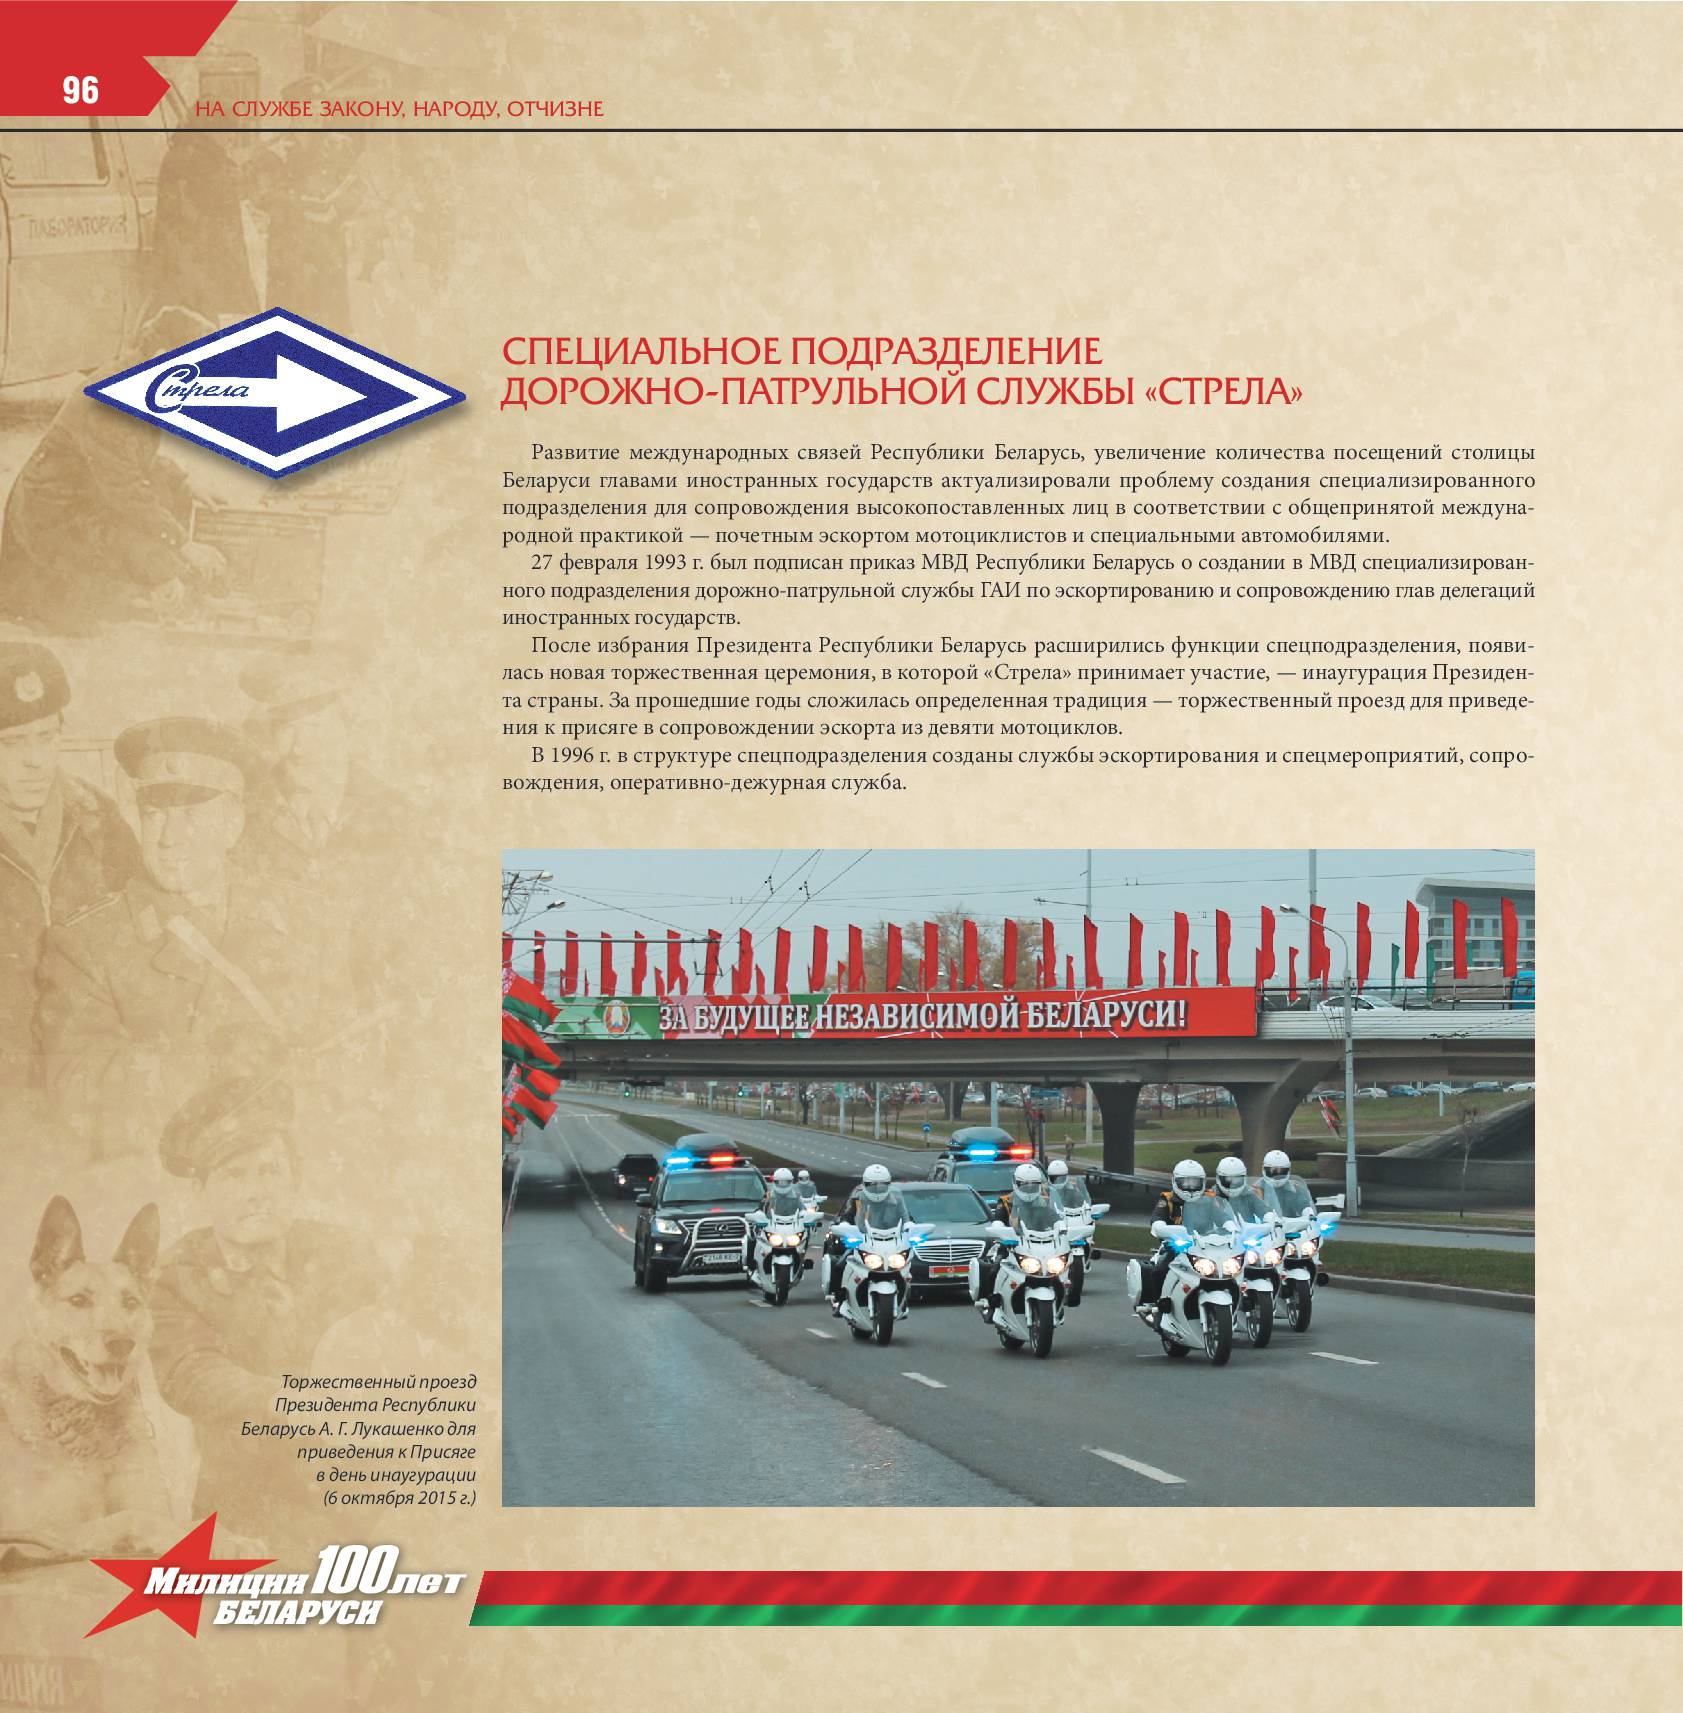 96
НА СЛУЖБЕ ЗАКОНУ, НАРОДУ, ОТЧИЗНЕ
ЛАБОРАТОРИЯ
Стрела
СПЕЦИАЛЬНОЕ ПОДРАЗДЕЛЕНИЕ
ДОРОЖНО-ПАТРУЛЬНОЙ СЛУЖБЫ «СТРЕЛА»
Развитие международных связей Республики Беларусь, увеличение количества посещений столицы
Беларуси главами иностранных государств актуализировали проблему создания специализированного
подразделения для сопровождения высокопоставленных лиц в соответствии с общепринятой междуна-
родной практикой — почетным эскортом мотоциклистов и специальными автомобилями.
27 февраля 1993 г. был подписан приказ МВД Республики Беларусь о создании в МВД специализирован-
ного подразделения дорожно-патрульной службы ГАИ по эскортированию и сопровождению глав делегаций
иностранных государств.
После избрания Президента Республики Беларусь расширились функции спецподразделения, появи-
лась новая торжественная церемония, в которой «Стрела» принимает участие, — инаугурация Президен-
та страны. За прошедшие годы сложилась определенная традиция — торжественный проезд для приведе-
ния к присяге в сопровождении эскорта из девяти мотоциклов.
В 1996 г. в структуре спецподразделения созданы службы эскортирования и спецмероприятий, сопро-
вождения, оперативно-дежурная служба.
ЗА БУДУЩЕЕ НЕЗАВИСИМОЙ БЕЛАРУСИ!
Торжественный проезд
Президента Республики
Беларусь А. Г. Лукашенко для
приведения к Присяге
в день инаугурации
(6 октября 2015 г.)
Милиции 100 лет
БЕЛАРУСИ